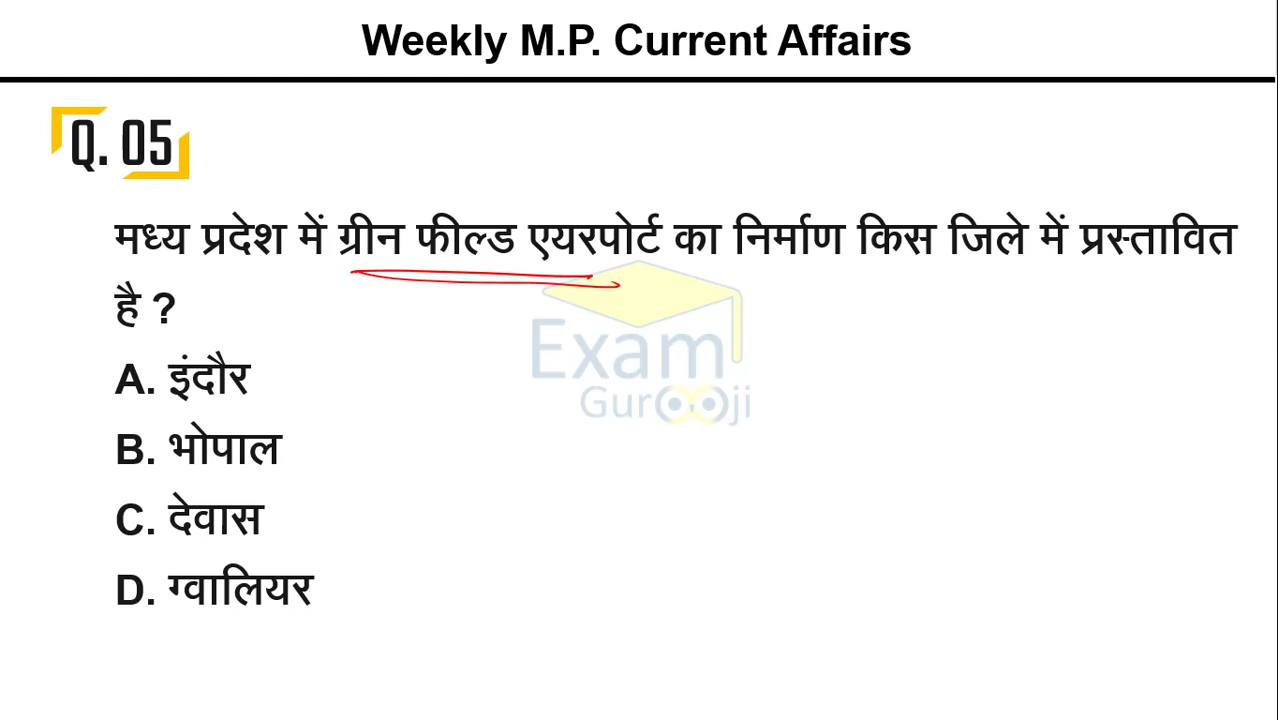 Weekly M.P. Current Affairs
Q. 05
मध्य प्रदेश में ग्रीन फील्ड एयरपोर्ट का निर्माण किस जिले में प्रस्तावित
है ?
Exam
Gurooji
A. इंदौर
B. भोपाल
C. देवास
D. ग्वालियर